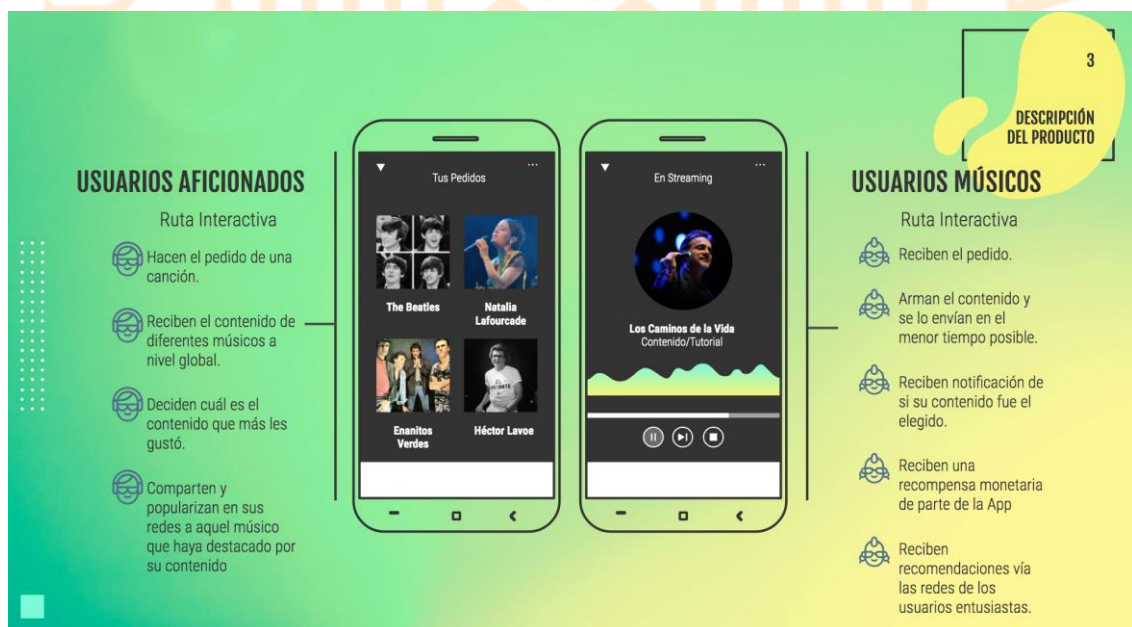 3
DESCRIPCIÓN
DEL PRODUCTO
USUARIOS AFICIONADOS
Ruta Interactiva
Hacen el pedido de una
canción.
Reciben el contenido de
diferentes músicos a
nivel global.
Deciden cuál es el
contenido que más les
gustó.
Comparten y
popularizan en sus
redes a aquel músico
que haya destacado por
su contenido
Tus Pedidos
The Beatles
Natalia
Lafourcade
Enanitos
Verdes
Héctor Lavoe
En Streaming
Los Caminos de la Vida
Contenido/Tutorial
USUARIOS MÚSICOS
Ruta Interactiva
Reciben el pedido.
Arman el contenido y
se lo envían en el
menor tiempo posible.
Reciben notificación de
si su contenido fue el
elegido.
Reciben una
recompensa monetaria
de parte de la App
Reciben
recomendaciones vía
las redes de los
usuarios entusiastas.